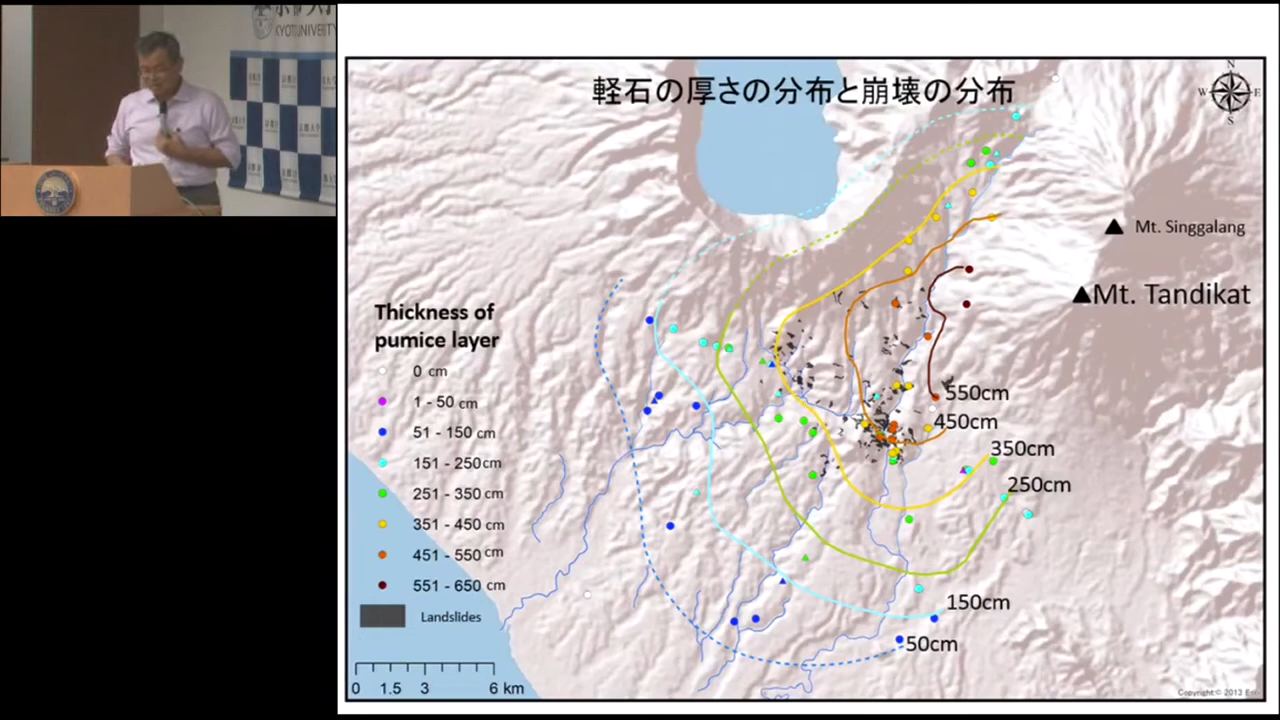 KYOTO UNIVERSITY
軽石の厚さの分布と崩壊の分布
N
W
E
S
Mt. Singgalang
Mt. Tandikat
Thickness of
pumice layer
0 cm
1 - 50 cm
51 - 150 cm
151 - 250 cm
251 - 350 cm
351 - 450 cm
451 - 550 cm
551 - 650 cm
Landslides
0 1.5 3 6 km
550cm
450cm
350cm
250cm
150cm
50cm